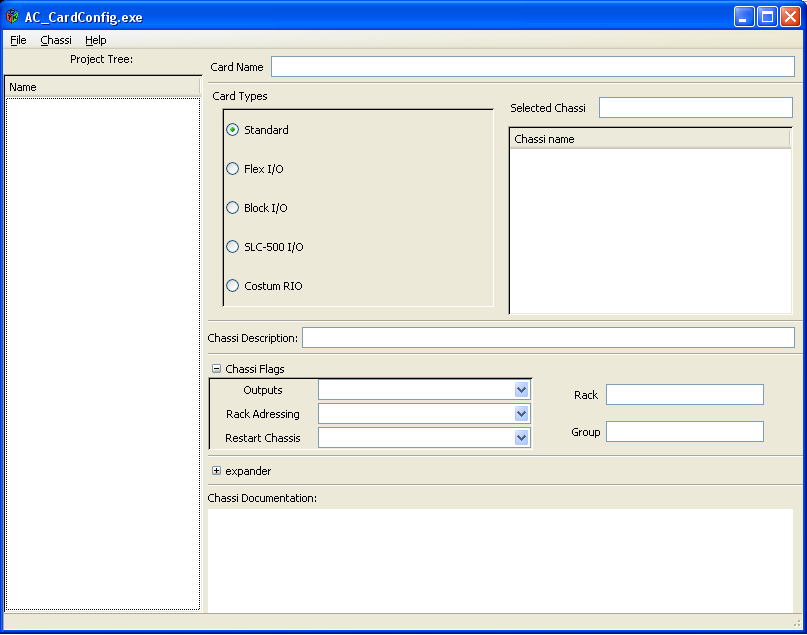 AC_CardConfig.exe
File Chassi Help
Project Tree:
Name
Card Name
Card Types
Standard
Flex I/O
Block I/O
SLC-500 I/O
Costum RIO
Selected Chassi
Chassi name
Chassi Description:
Chassi Flags
Outputs
Rack Adressing
Restart Chassis
Rack
Group
expander
Chassi Documentation: